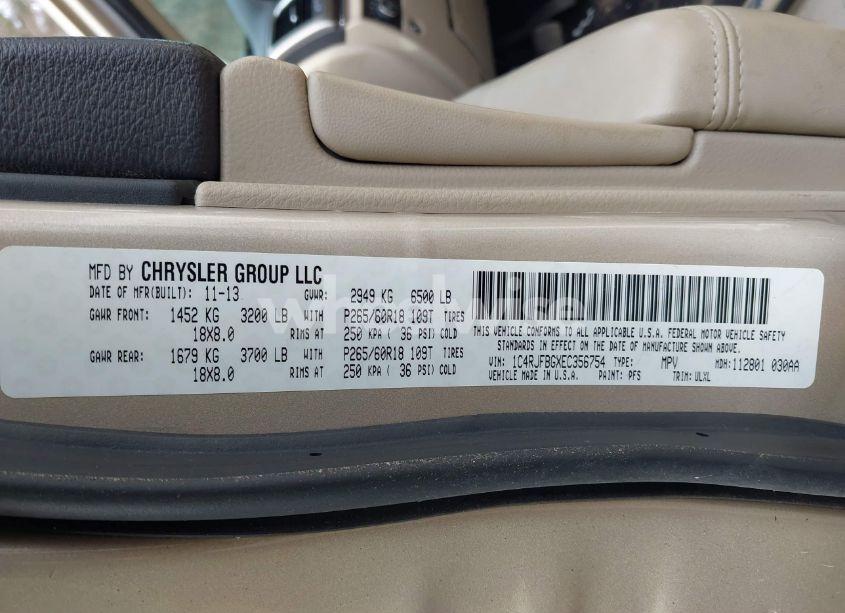 MFD BY CHRYSLER GROUP LLC
DATE OF MFR(BUILT): 11-13 GVWR: 2949 KG 6500 LB
GAWR FRONT: 1452 KG 3200 LB WITH P265/60R18 109T TIRES
18X8.0 RIMS AT 250 KPA ( 36 PSI) COLD
GAWR REAR: 1679 KG 3700 LB WITH P265/60R18 109T TIRES
18X8.0 RIMS AT 250 KPA ( 36 PSI) COLD
THIS VEHICLE CONFORMS TO ALL APPLICABLE U.S.A. FEDERAL MOTOR VEHICLE SAFETY
STANDARDS IN EFFECT ON THE DATE OF MANUFACTURE SHOWN ABOVE.
VIN: 1C4RJFBGXEC356754 TYPE: MPV MDH: 112801 030AA
VEHICLE MADE IN U.S.A. PAINT: PFS TRIM: ULXL